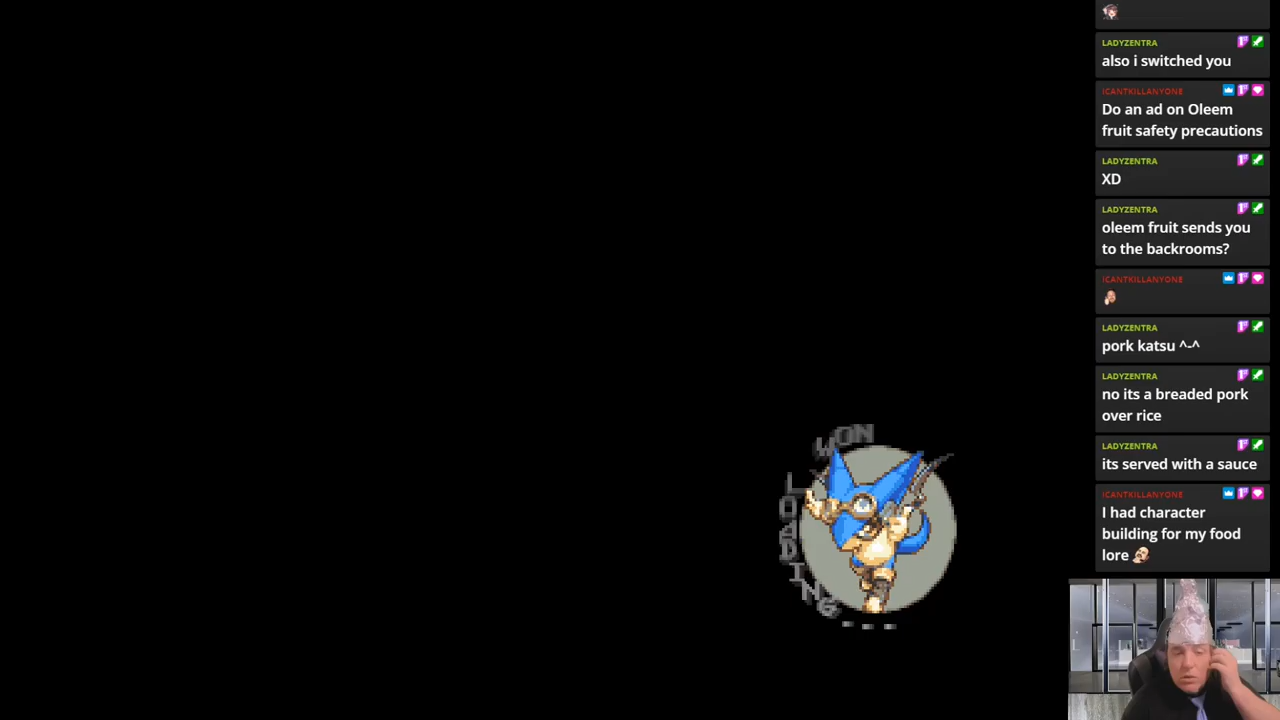 LADYZENTRA
also i switched you
ICANTKILLANYONE
Do an ad on Oleem
fruit safety precautions
LADYZENTRA
XD
LADYZENTRA
oleem fruit sends you
to the backrooms?
ICANTKILLANYONE
LADYZENTRA
pork katsu ^-^
LADYZENTRA
no its a breaded pork
over rice
LADYZENTRA
its served with a sauce
ICANTKILLANYONE
I had character
building for my food
lore
NOW
LOADING...